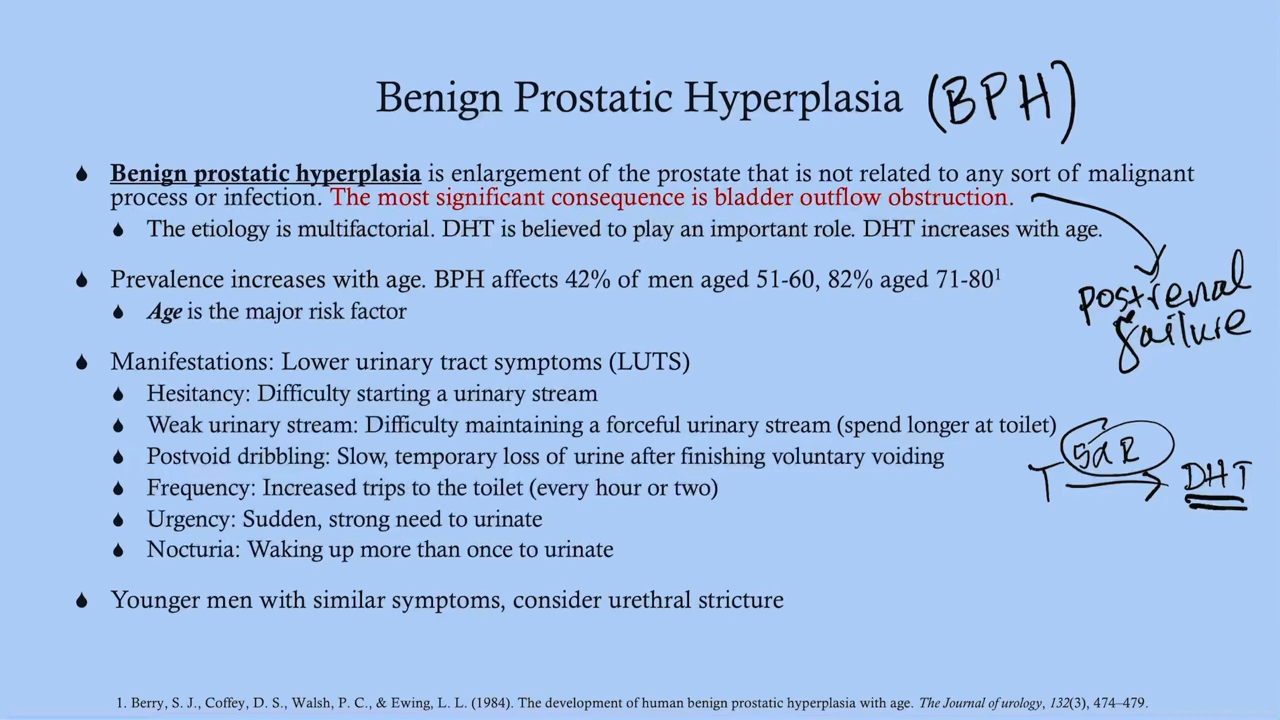 Benign Prostatic Hyperplasia (BPH)
Benign prostatic hyperplasia is enlargement of the prostate that is not related to any sort of malignant
process or infection. The most significant consequence is bladder outflow obstruction.
The etiology is multifactorial. DHT is believed to play an important role. DHT increases with age.
Prevalence increases with age. BPH affects 42% of men aged 51-60, 82% aged 71-80¹
Age is the major risk factor
postrenal
failure
Manifestations: Lower urinary tract symptoms (LUTS)
Hesitancy: Difficulty starting a urinary stream
Weak urinary stream: Difficulty maintaining a forceful urinary stream (spend longer at toilet)
Postvoid dribbling: Slow, temporary loss of urine after finishing voluntary voiding
Frequency: Increased trips to the toilet (every hour or two)
Urgency: Sudden, strong need to urinate
Nocturia: Waking up more than once to urinate
5αR
T → DHT
Younger men with similar symptoms, consider urethral stricture
1. Berry, S. J., Coffey, D. S., Walsh, P. C., & Ewing, L. L. (1984). The development of human benign prostatic hyperplasia with age. The Journal of urology, 132(3), 474–479.